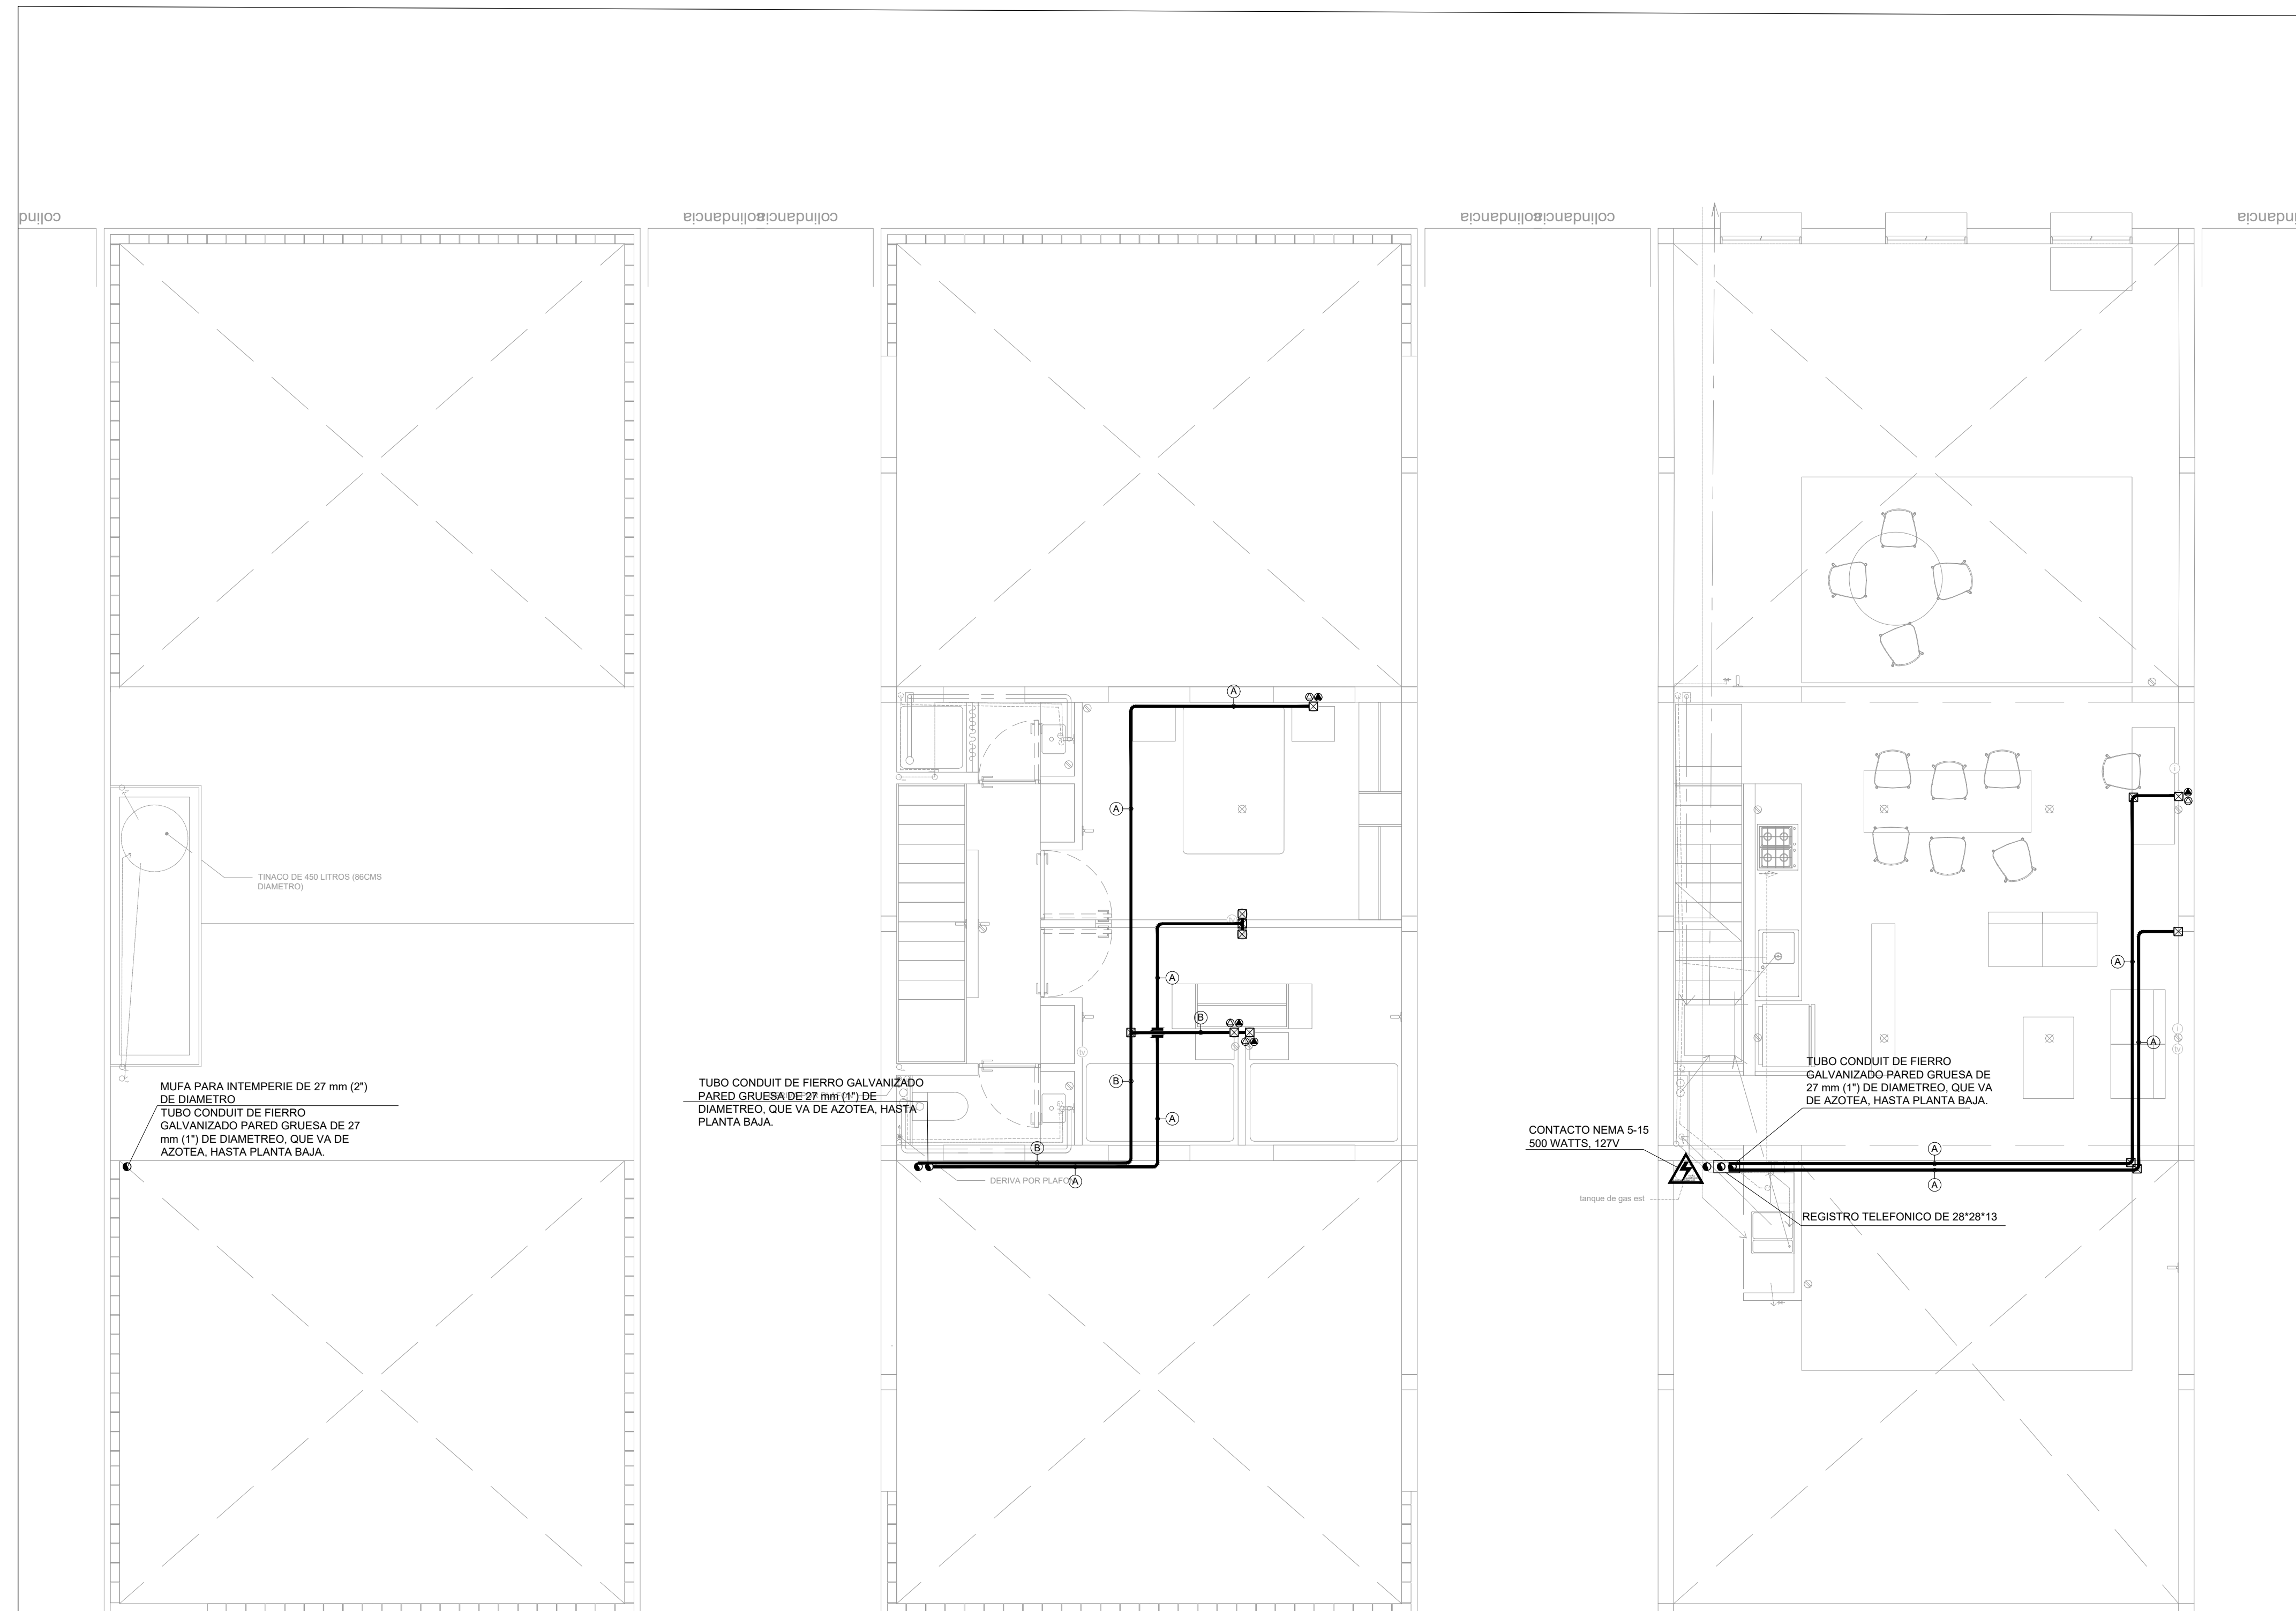 colind
colindancia
colindancia
colindancia
colindancia
TINACO DE 450 LITROS (86CMS
DIAMETRO)
MUFA PARA INTEMPERIE DE 27 mm (2")
DE DIAMETRO
TUBO CONDUIT DE FIERRO
GALVANIZADO PARED GRUESA DE 27
mm (1") DE DIAMETREO, QUE VA DE
AZOTEA, HASTA PLANTA BAJA.
A
A
A
B
B
tv
A
TUBO CONDUIT DE FIERRO GALVANIZADO
PARED GRUESA DE 27 mm (1") DE
DIAMETREO, QUE VA DE AZOTEA, HASTA
PLANTA BAJA.
B
DERIVA POR PLAFON
A
A
A
tv
TUBO CONDUIT DE FIERRO
GALVANIZADO PARED GRUESA DE
27 mm (1") DE DIAMETREO, QUE VA
DE AZOTEA, HASTA PLANTA BAJA.
CONTACTO NEMA 5-15
500 WATTS, 127V
A
A
tanque de gas est
REGISTRO TELEFONICO DE 28*28*13